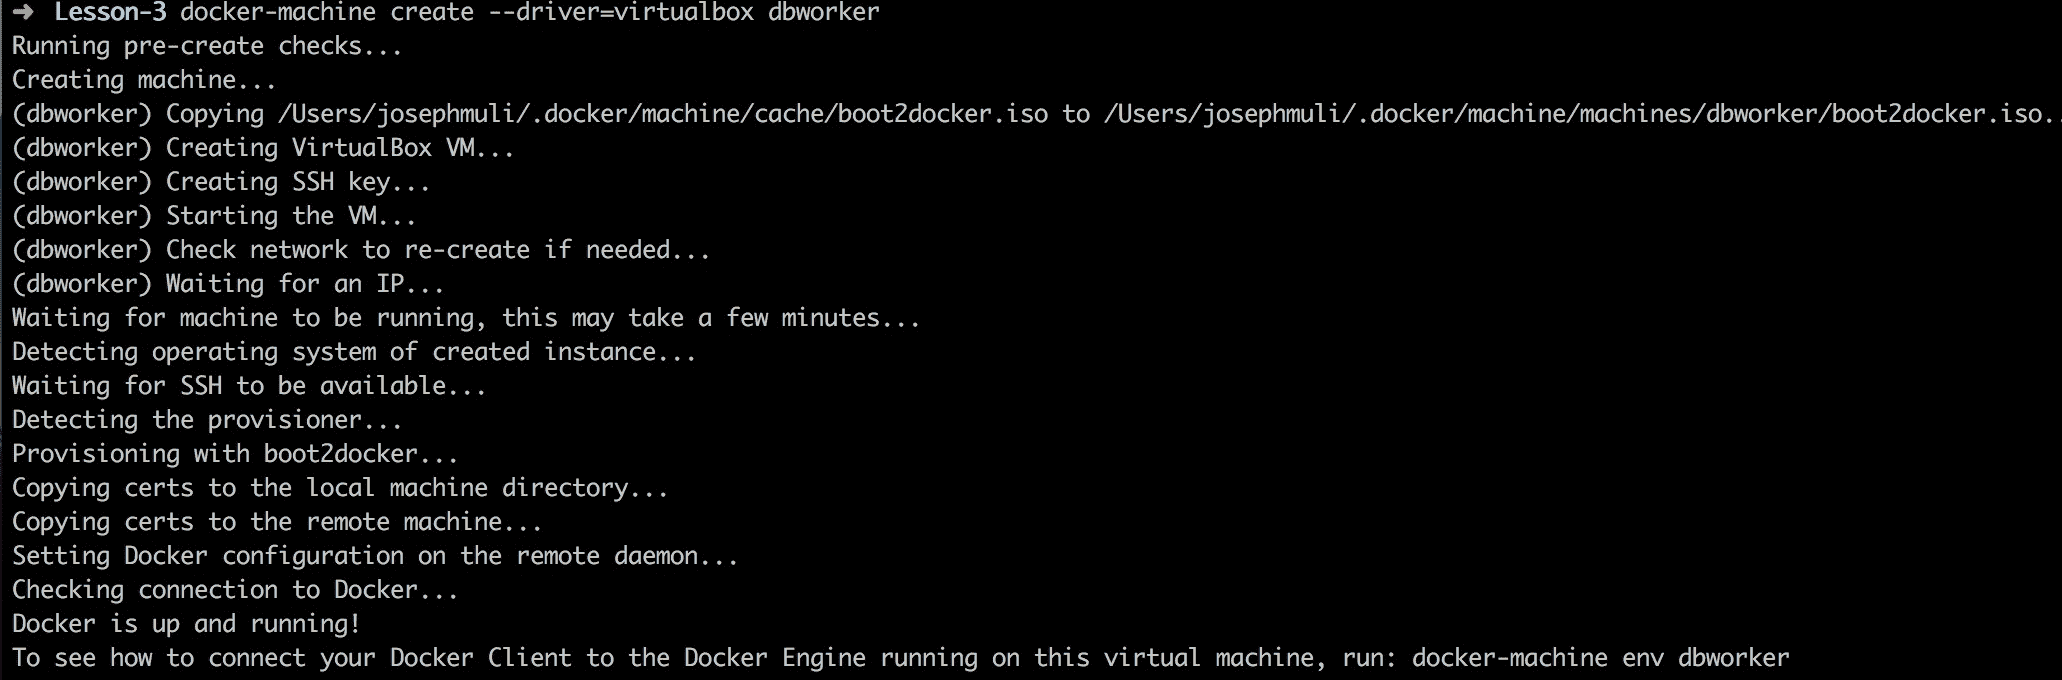 ➜  Lesson-3 docker-machine create --driver=virtualbox dbworker
Running pre-create checks...
Creating machine...
(dbworker) Copying /Users/josephmuli/.docker/machine/cache/boot2docker.iso to /Users/josephmuli/.docker/machine/machines/dbworker/boot2docker.iso..
(dbworker) Creating VirtualBox VM...
(dbworker) Creating SSH key...
(dbworker) Starting the VM...
(dbworker) Check network to re-create if needed...
(dbworker) Waiting for an IP...
Waiting for machine to be running, this may take a few minutes...
Detecting operating system of created instance...
Waiting for SSH to be available...
Detecting the provisioner...
Provisioning with boot2docker...
Copying certs to the local machine directory...
Copying certs to the remote machine...
Setting Docker configuration on the remote daemon...
Checking connection to Docker...
Docker is up and running!
To see how to connect your Docker Client to the Docker Engine running on this virtual machine, run: docker-machine env dbworker